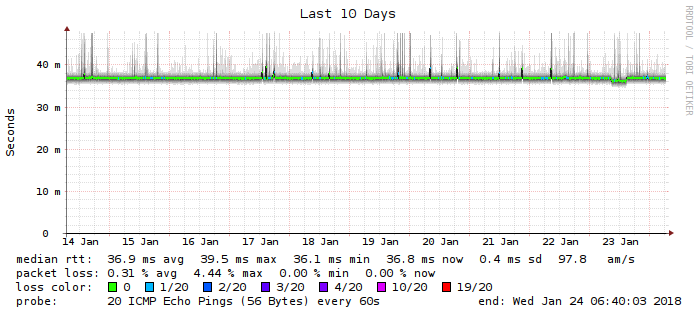 Last 10 Days
RRDTOOL / TOBI OETIKER
Seconds
40 m
30 m
20 m
10 m
0
14 Jan 15 Jan 16 Jan 17 Jan 18 Jan 19 Jan 20 Jan 21 Jan 22 Jan 23 Jan
median rtt: 36.9 ms avg 39.5 ms max 36.1 ms min 36.8 ms now 0.4 ms sd 97.8 am/s
packet loss: 0.31 % avg 4.44 % max 0.00 % min 0.00 % now
loss color: 0 1/20 2/20 3/20 4/20 10/20 19/20
probe: 20 ICMP Echo Pings (56 Bytes) every 60s end: Wed Jan 24 06:40:03 2018